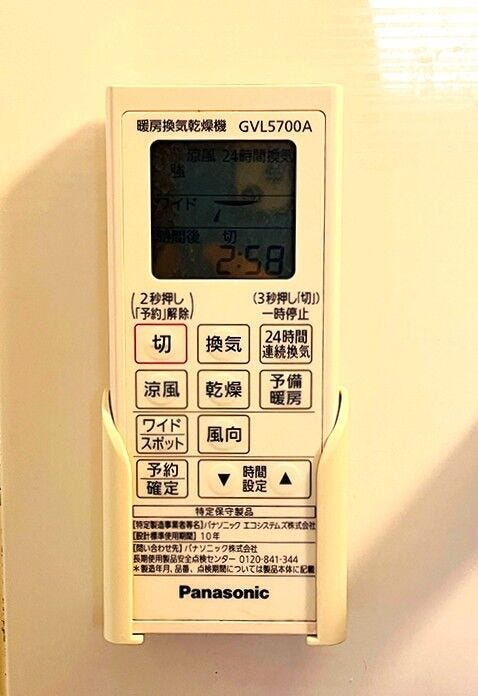 暖房換気乾燥機 GVL5700A
涼風 24時間換気
強
ワイド
時間後 切
2:58
(2秒押し「予約」解除)
(3秒押し「切」)
一時停止
切
換気
24時間
連続換気
涼風
乾燥
予備
暖房
ワイド
スポット
風向
予約
確定
▼ 時間設定 ▲
特定保守製品
【特定製造事業者等名】パナソニック エコシステムズ株式会社
【設計標準使用期間】10年
【問い合わせ先】パナソニック株式会社
長期使用製品安全点検センター 0120-841-344
*製造年月、品番、点検期間については製品本体に記載
Panasonic